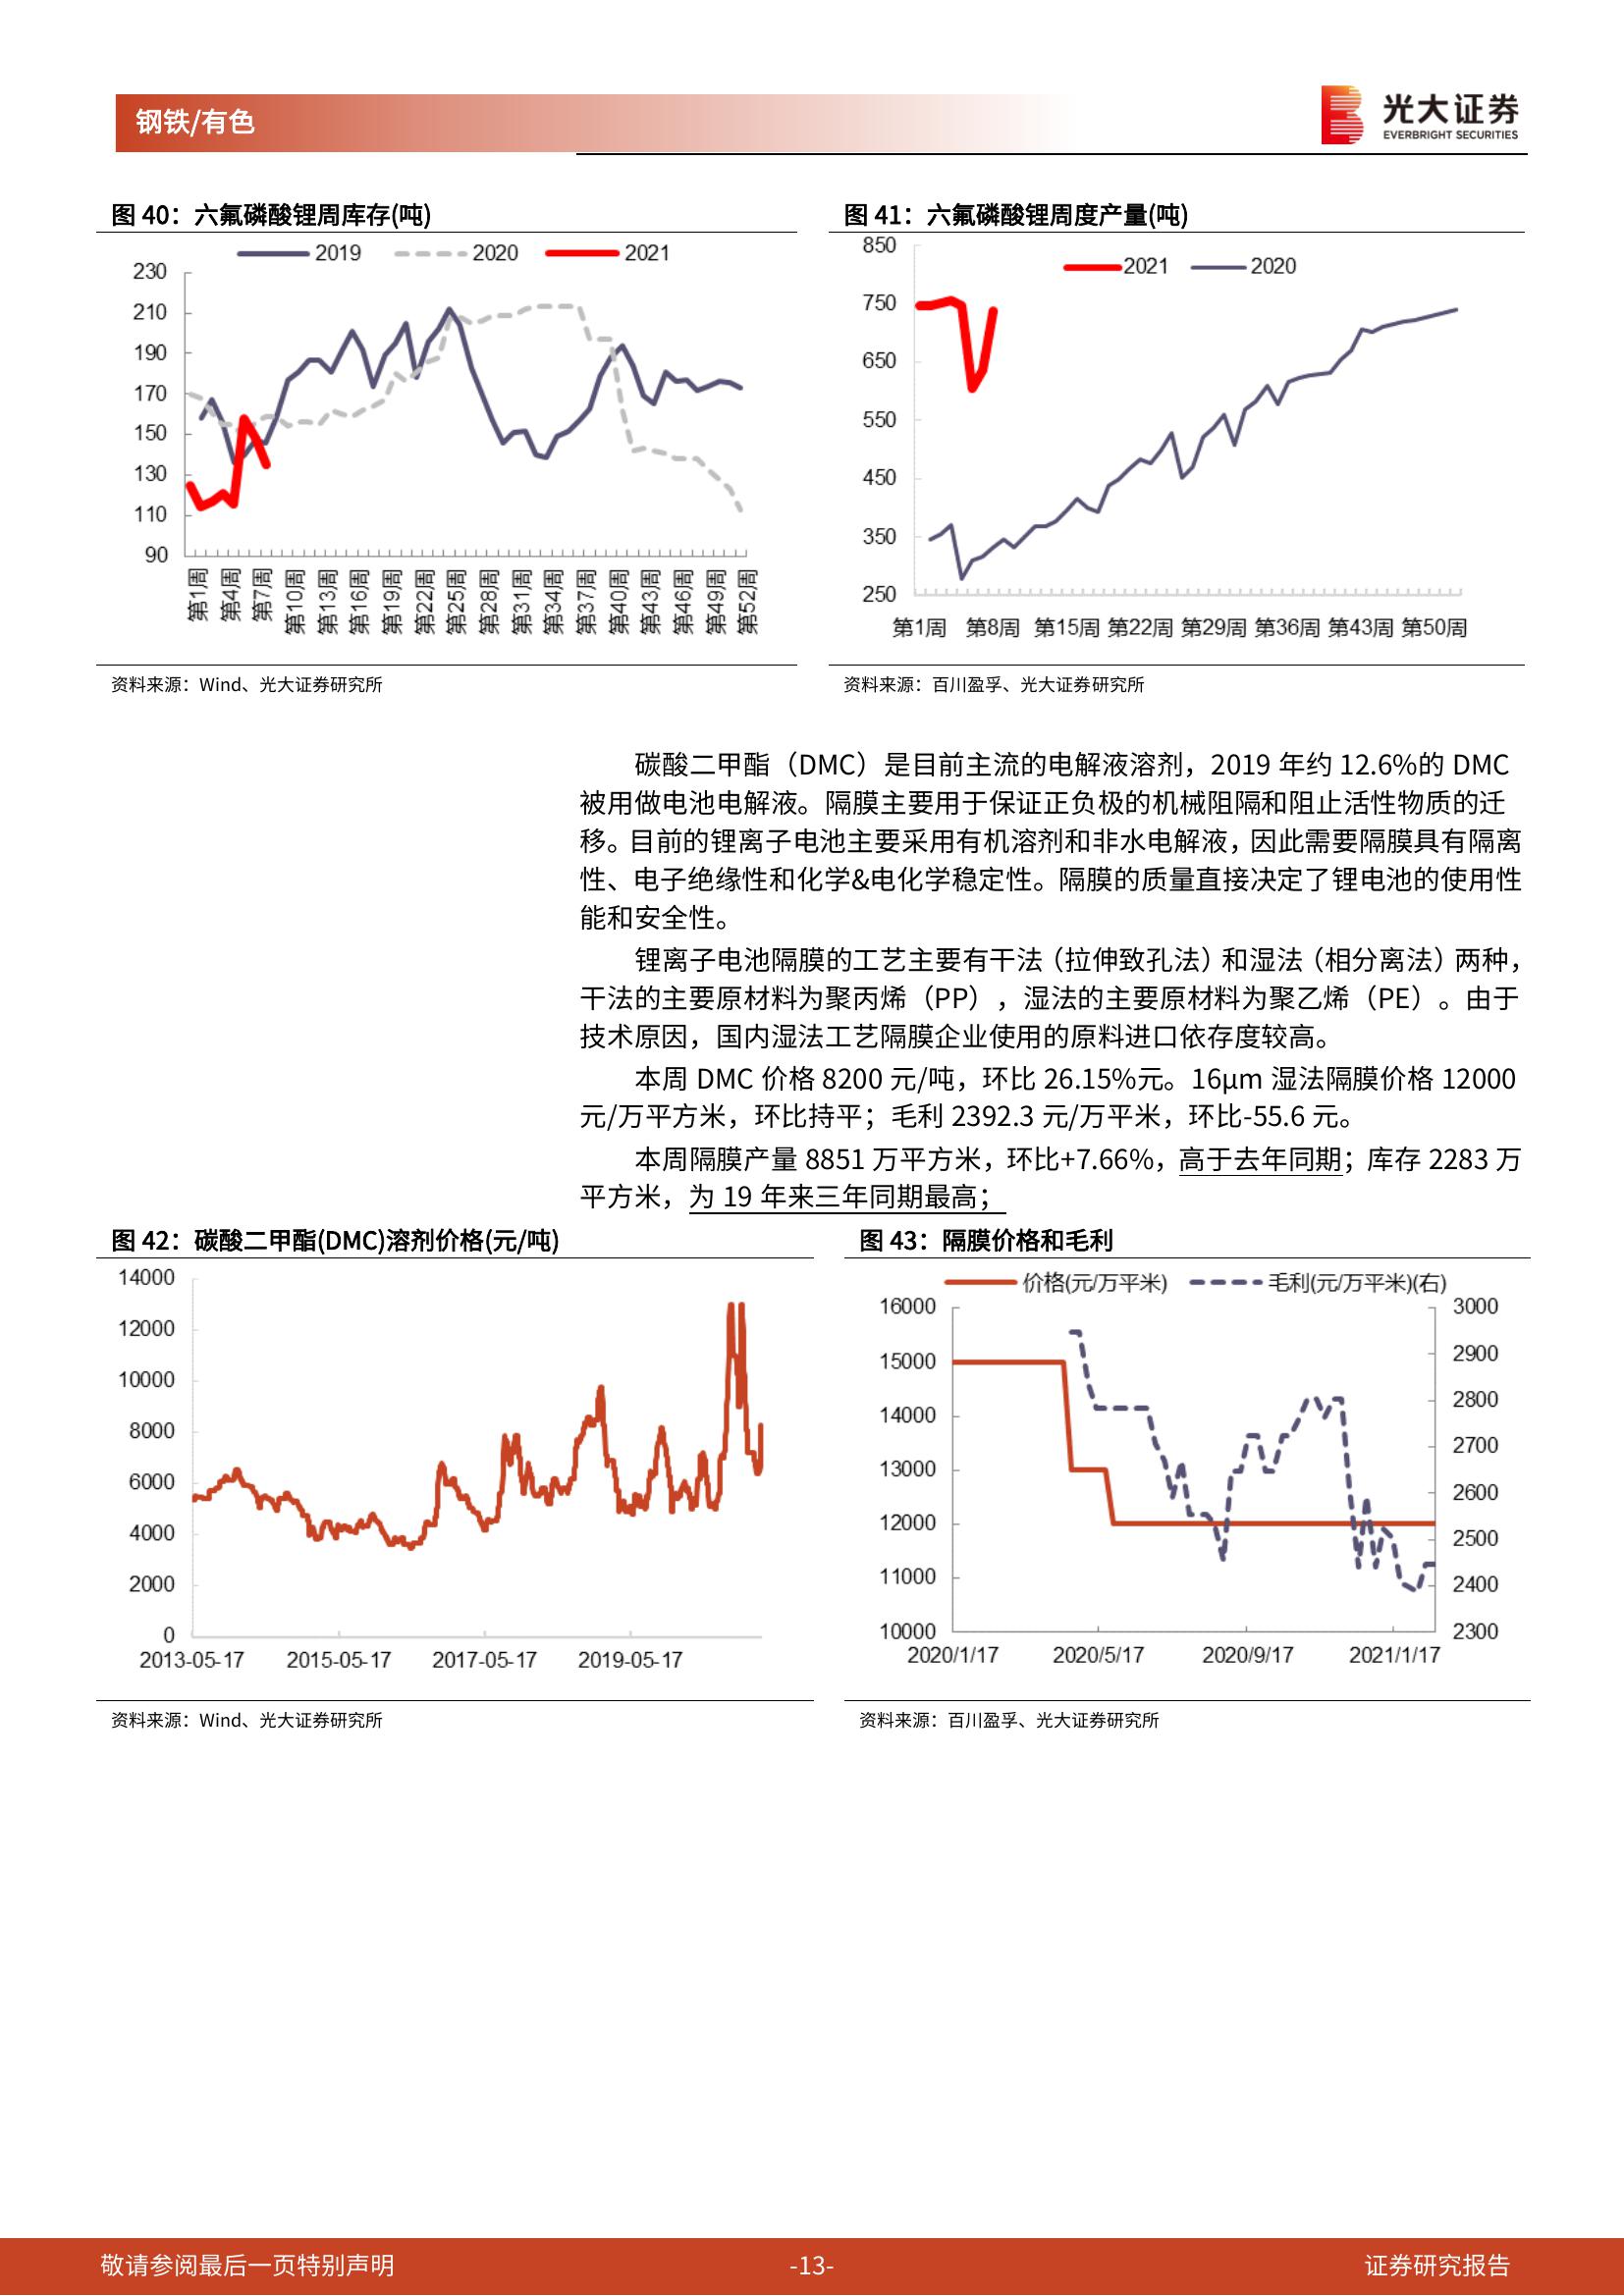 钢铁/有色
光大证券
EVERBRIGHT SECURITIES
图 40：六氟磷酸锂周库存(吨)
2019 2020 2021
230
210
190
170
150
130
110
90
第1周 第4周 第7周 第10周 第13周 第16周 第19周 第22周 第25周 第28周 第31周 第34周 第37周 第40周 第43周 第46周 第49周 第52周
资料来源：Wind、光大证券研究所
图 41：六氟磷酸锂周度产量(吨)
2021 2020
850
750
650
550
450
350
250
第1周 第8周 第15周 第22周 第29周 第36周 第43周 第50周
资料来源：百川盈孚、光大证券研究所
碳酸二甲酯（DMC）是目前主流的电解液溶剂，2019 年约 12.6%的 DMC
被用做电池电解液。隔膜主要用于保证正负极的机械阻隔和阻止活性物质的迁
移。目前的锂离子电池主要采用有机溶剂和非水电解液，因此需要隔膜具有隔离
性、电子绝缘性和化学&电化学稳定性。隔膜的质量直接决定了锂电池的使用性
能和安全性。
锂离子电池隔膜的工艺主要有干法（拉伸致孔法）和湿法（相分离法）两种，
干法的主要原材料为聚丙烯（PP），湿法的主要原材料为聚乙烯（PE）。由于
技术原因，国内湿法工艺隔膜企业使用的原料进口依存度较高。
本周 DMC 价格 8200 元/吨，环比 26.15%元。16μm 湿法隔膜价格 12000
元/万平方米，环比持平；毛利 2392.3 元/万平米，环比-55.6 元。
本周隔膜产量 8851 万平方米，环比+7.66%，高于去年同期；库存 2283 万
平方米，为 19 年来三年同期最高；
图 42：碳酸二甲酯(DMC)溶剂价格(元/吨)
14000
12000
10000
8000
6000
4000
2000
0
2013-05-17 2015-05-17 2017-05-17 2019-05-17
资料来源：Wind、光大证券研究所
图 43：隔膜价格和毛利
价格(元/万平米) 毛利(元/万平米)(右)
16000
15000
14000
13000
12000
11000
10000
3000
2900
2800
2700
2600
2500
2400
2300
2020/1/17 2020/5/17 2020/9/17 2021/1/17
资料来源：百川盈孚、光大证券研究所
敬请参阅最后一页特别声明
-13-
证券研究报告